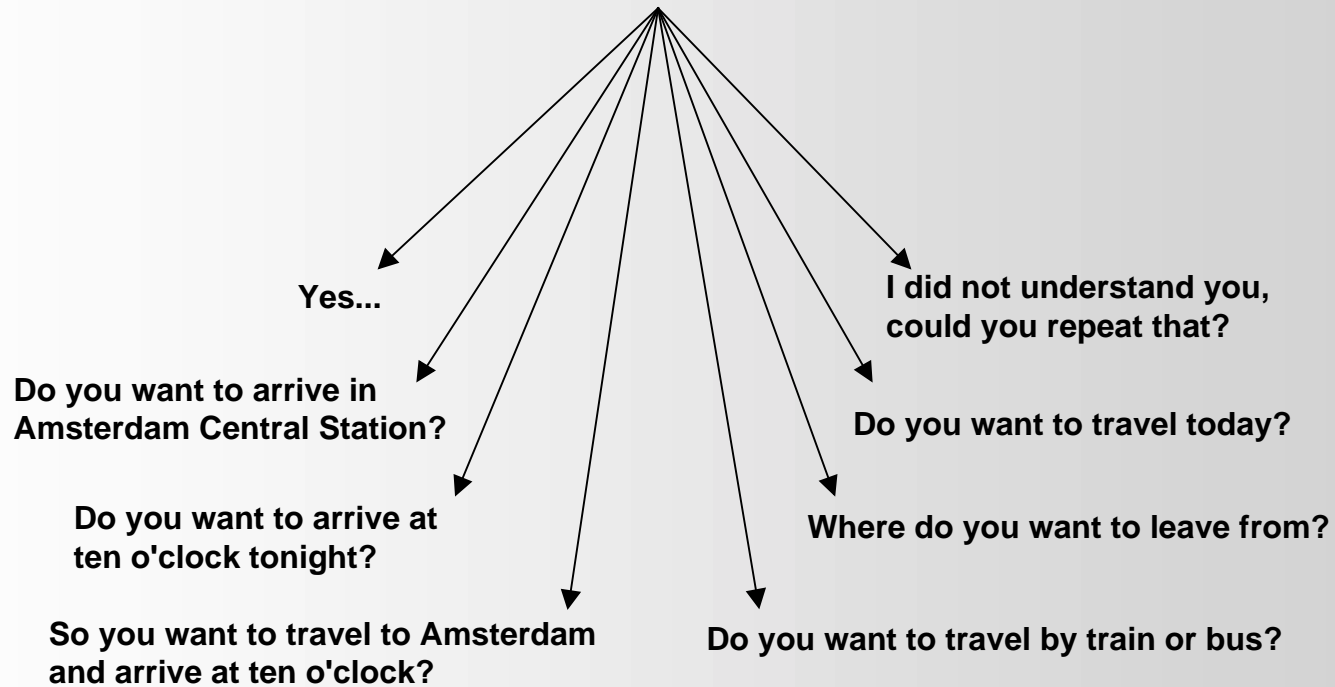 Yes...
I did not understand you,
could you repeat that?
Do you want to arrive in
Amsterdam Central Station?
Do you want to travel today?
Do you want to arrive at
ten o'clock tonight?
Where do you want to leave from?
So you want to travel to Amsterdam
and arrive at ten o'clock?
Do you want to travel by train or bus?